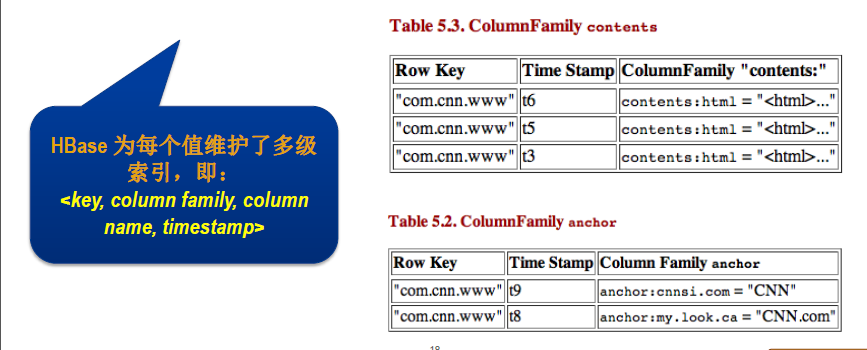 HBase 为每个值维护了多级
索引，即：
<key, column family, column
name, timestamp>
Table 5.3. ColumnFamily contents
Row Key Time Stamp ColumnFamily "contents:"
"com.cnn.www" t6 contents:html = "<html>..."
"com.cnn.www" t5 contents:html = "<html>..."
"com.cnn.www" t3 contents:html = "<html>..."
Table 5.2. ColumnFamily anchor
Row Key Time Stamp Column Family anchor
"com.cnn.www" t9 anchor:cnnsi.com = "CNN"
"com.cnn.www" t8 anchor:my.look.ca = "CNN.com"